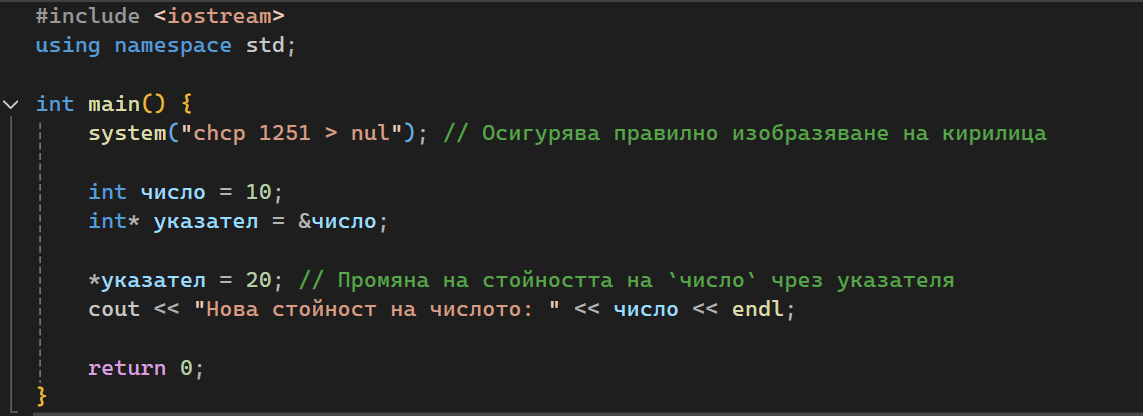 #include <iostream>
using namespace std;
int main() {
system("chcp 1251 > nul"); // Осигурява правилно изобразяване на кирилица
int число = 10;
int* указател = &число;
*указател = 20; // Промяна на стойността на `число` чрез указателя
cout << "Нова стойност на числото: " << число << endl;
return 0;
}